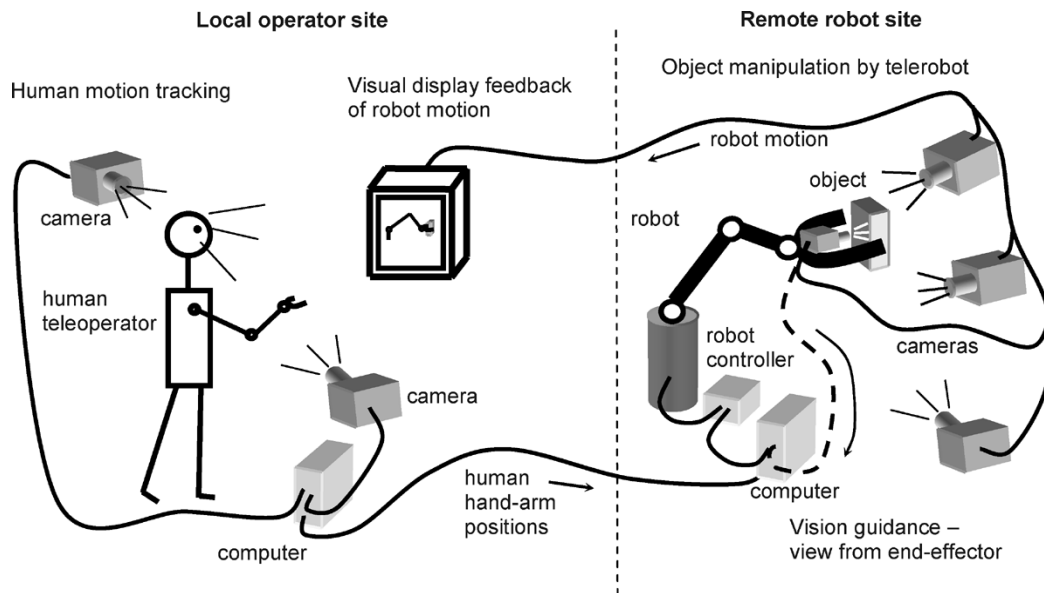 Local operator site
Remote robot site
Human motion tracking
Visual display feedback
of robot motion
Object manipulation by telerobot
robot motion
camera
object
robot
human
teleoperator
robot
controller
cameras
camera
human
hand-arm
positions
computer
computer
Vision guidance –
view from end-effector